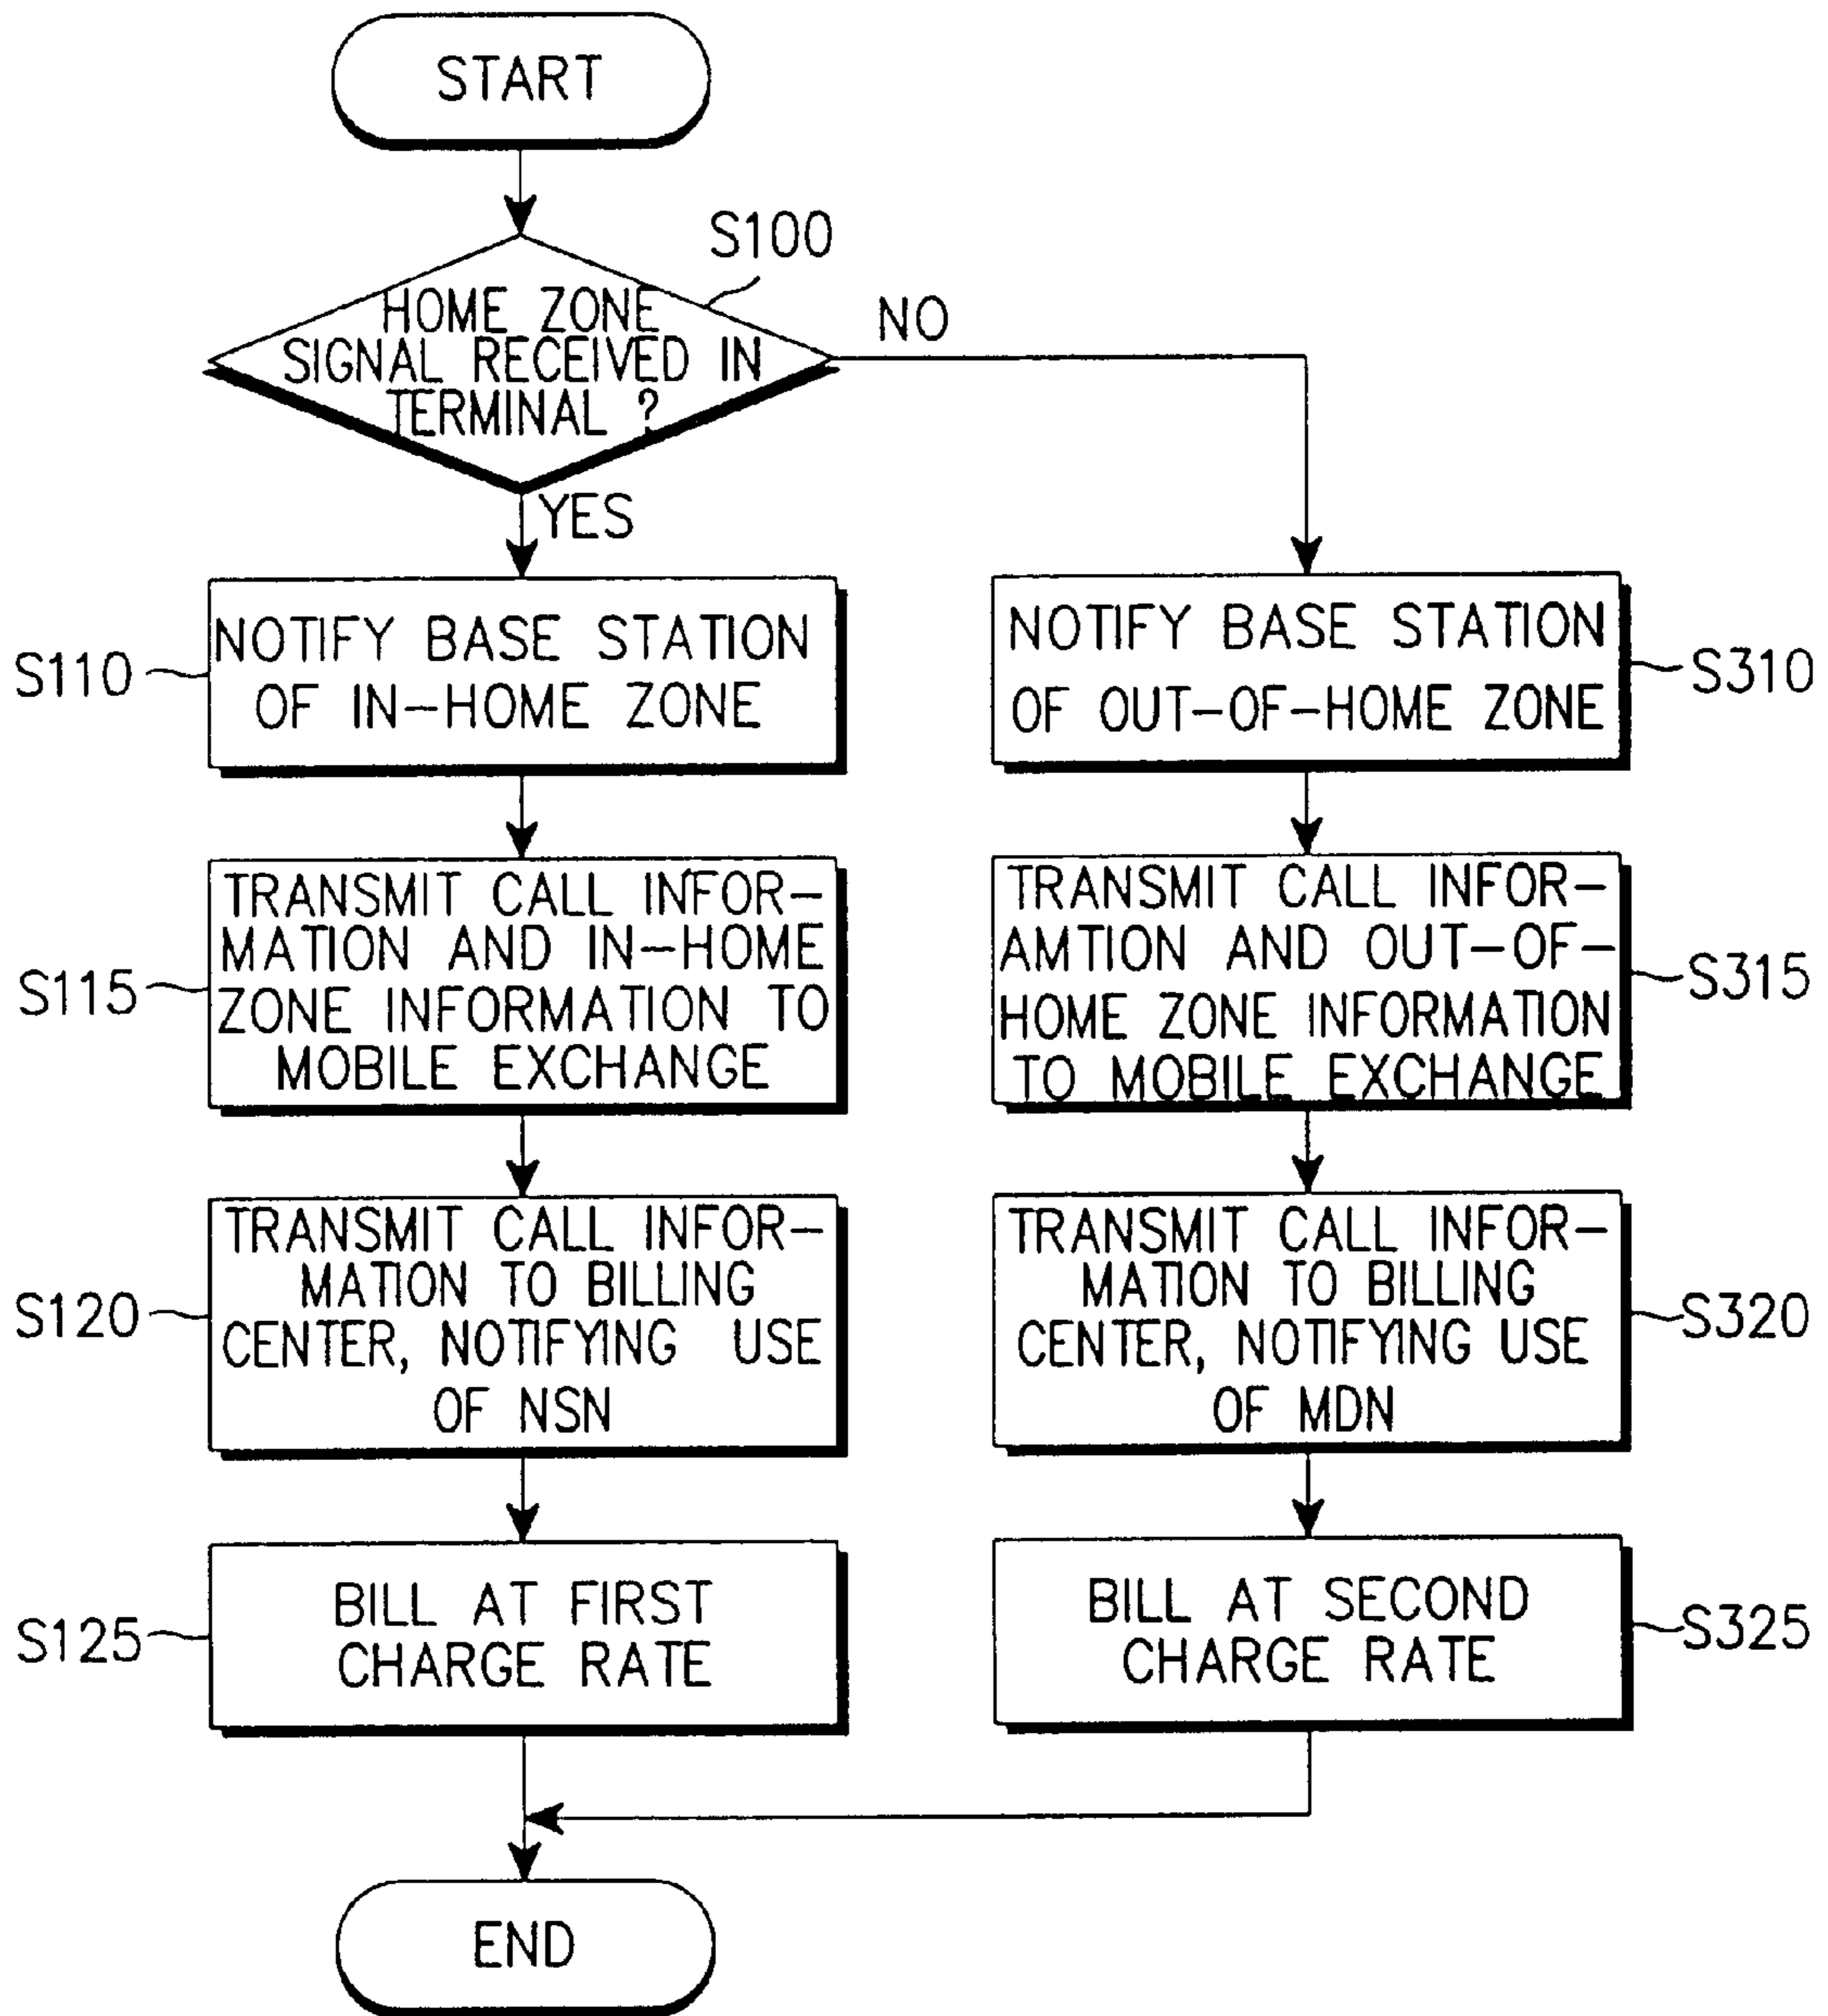 START
S100
HOME ZONE
SIGNAL RECEIVED IN
TERMINAL ?
NO
YES
S110
NOTIFY BASE STATION
OF IN-HOME ZONE
NOTIFY BASE STATION
OF OUT-OF-HOME ZONE
S310
S115
TRANSMIT CALL INFOR-
MATION AND IN-HOME
ZONE INFORMATION TO
MOBILE EXCHANGE
TRANSMIT CALL INFOR-
AMTION AND OUT-OF-
HOME ZONE INFORMATION
TO MOBILE EXCHANGE
S315
S120
TRANSMIT CALL INFOR-
MATION TO BILLING
CENTER, NOTIFYING USE
OF NSN
TRANSMIT CALL INFOR-
MATION TO BILLING
CENTER, NOTIFYING USE
OF MDN
S320
S125
BILL AT FIRST
CHARGE RATE
BILL AT SECOND
CHARGE RATE
S325
END